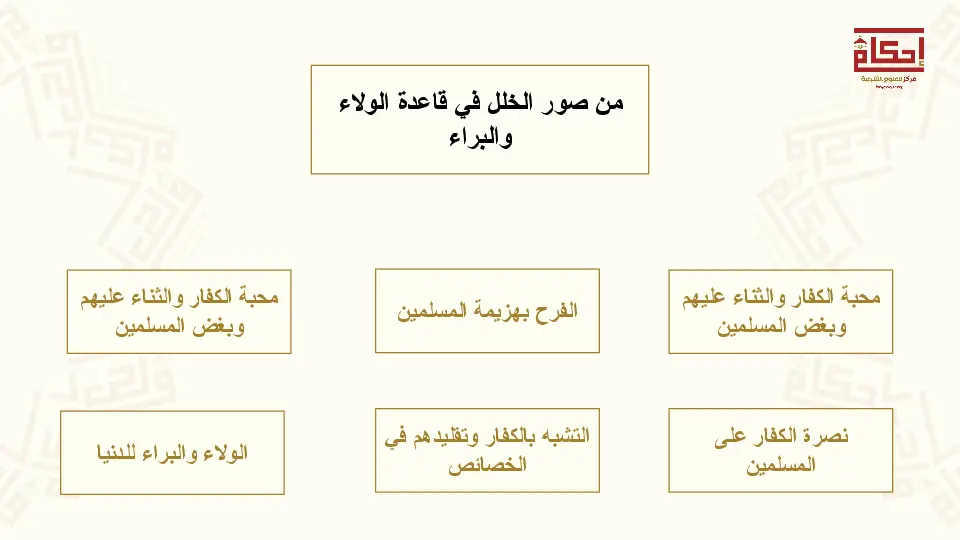 إحكام
مركز للعلوم الشرعية
من صور الخلل في قاعدة الولاء
والبراء
محبة الكفار والثناء عليهم
وبغض المسلمين
الفرح بهزيمة المسلمين
محبة الكفار والثناء عليهم
وبغض المسلمين
نصرة الكفار على
المسلمين
التشبه بالكفار وتقليدهم في
الخصائص
الولاء والبراء للدنيا